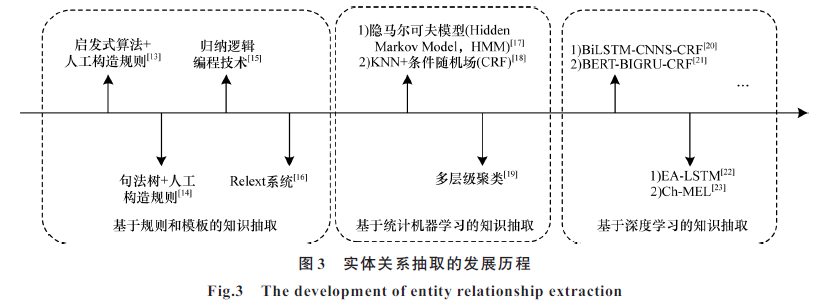 启发式算法+
人工构造规则[13]
归纳逻辑
编程技术[15]
句法树+人工
构造规则[14]
Relext系统[16]
基于规则和模板的知识抽取
1)隐马尔可夫模型(Hidden
Markov Model，HMM)[17]
2)KNN+条件随机场(CRF)[18]
多层级聚类[19]
基于统计机器学习的知识抽取
1)BiLSTM-CNNS-CRF[20]
2)BERT-BIGRU-CRF[21]
...
1)EA-LSTM[22]
2)Ch-MEL[23]
基于深度学习的知识抽取
图 3 实体关系抽取的发展历程
Fig.3 The development of entity relationship extraction